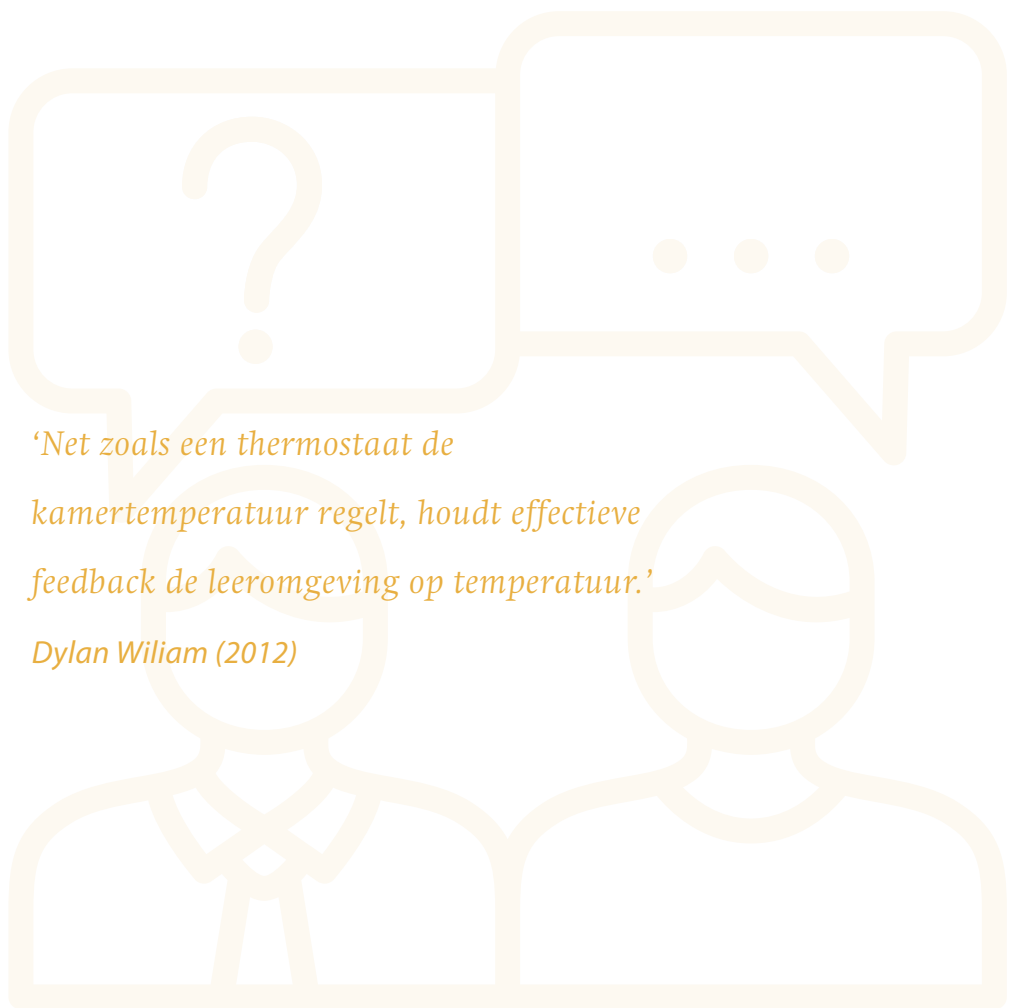 ‘Net zoals een thermostaat de
kamertemperatuur regelt, houdt effectieve
feedback de leeromgeving op temperatuur.’
Dylan Wiliam (2012)